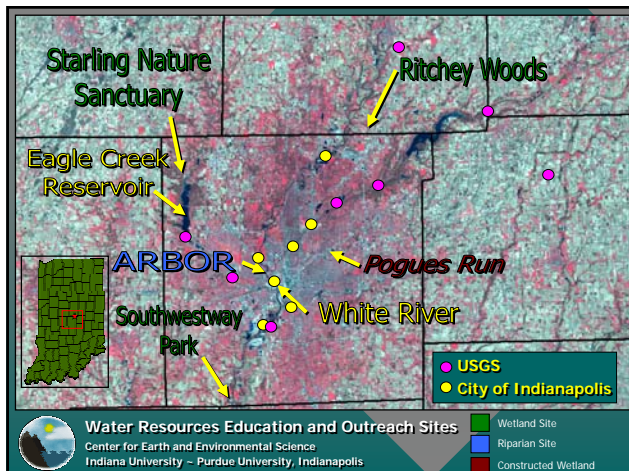 Starling Nature
Sanctuary
Ritchey Woods
Eagle Creek
Reservoir
ARBOR
Pogues Run
White River
Southwestway
Park
USGS
City of Indianapolis
Water Resources Education and Outreach Sites
Center for Earth and Environmental Science
Indiana University ~ Purdue University, Indianapolis
Wetland Site
Riparian Site
Constructed Wetland